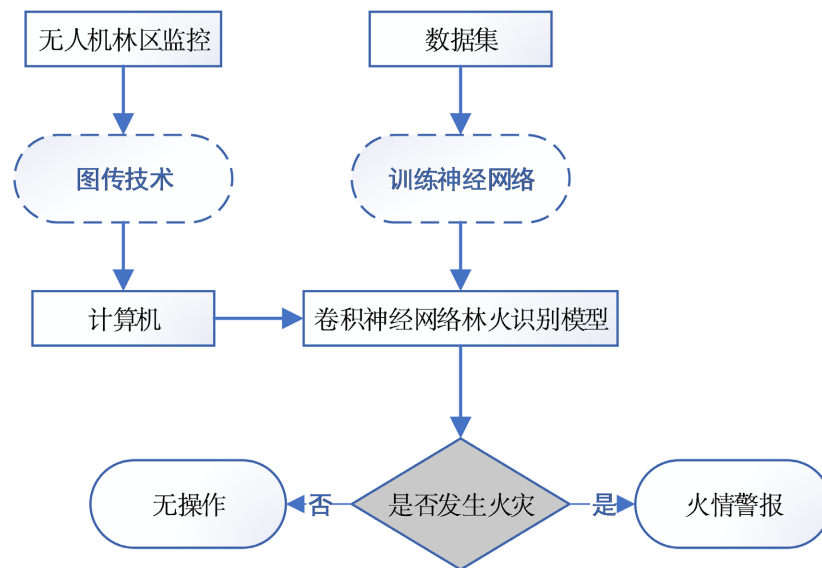 无人机林区监控
数据集
图传技术
训练神经网络
计算机
卷积神经网络林火识别模型
无操作
否
是否发生火灾
是
火情警报